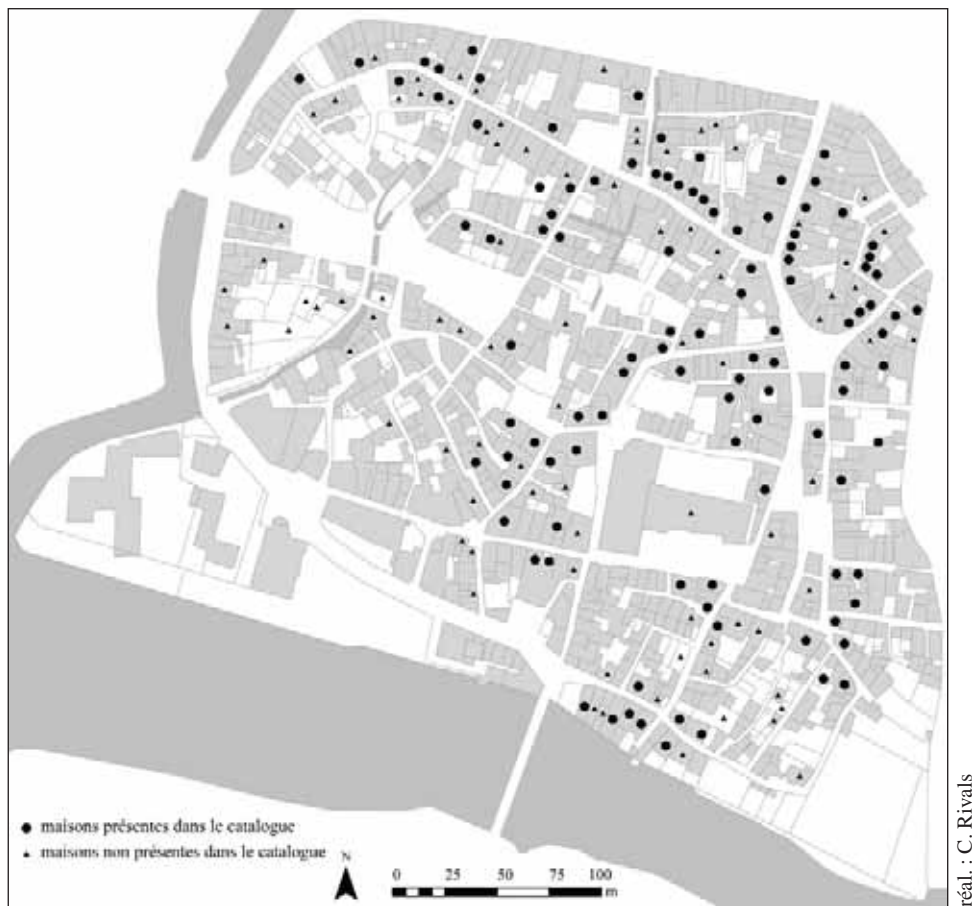 maisons présentes dans le catalogue
maisons non présentes dans le catalogue
N
0 25 50 75 100
m
réal. : C. Rivals